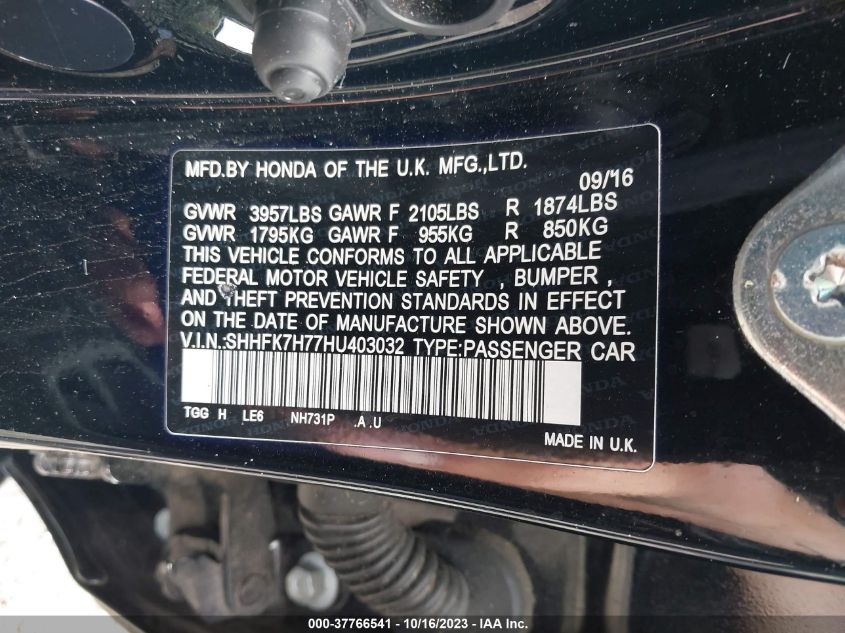 MFD.BY HONDA OF THE U.K. MFG.,LTD.
09/16
GVWR 3957LBS GAWR F 2105LBS R 1874LBS
GVWR 1795KG GAWR F 955KG R 850KG
THIS VEHICLE CONFORMS TO ALL APPLICABLE
FEDERAL MOTOR VEHICLE SAFETY , BUMPER ,
AND THEFT PREVENTION STANDARDS IN EFFECT
ON THE DATE OF MANUFACTURE SHOWN ABOVE.
V.I.N.:SHHFK7H77HU403032 TYPE:PASSENGER CAR
TGG H LE6 NH731P .A .U
MADE IN U.K.
000-37766541 / 10/16/2023 / IAA Inc.